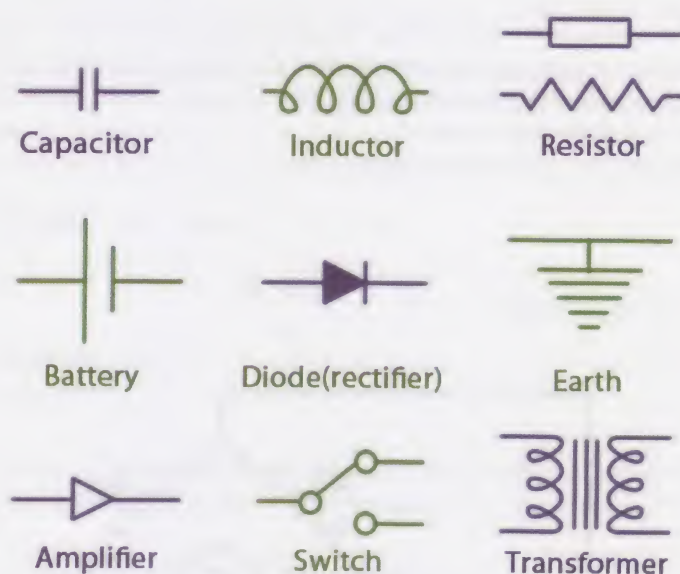 Capacitor
Inductor
Resistor
Battery
Diode(rectifier)
Earth
Amplifier
Switch
Transformer